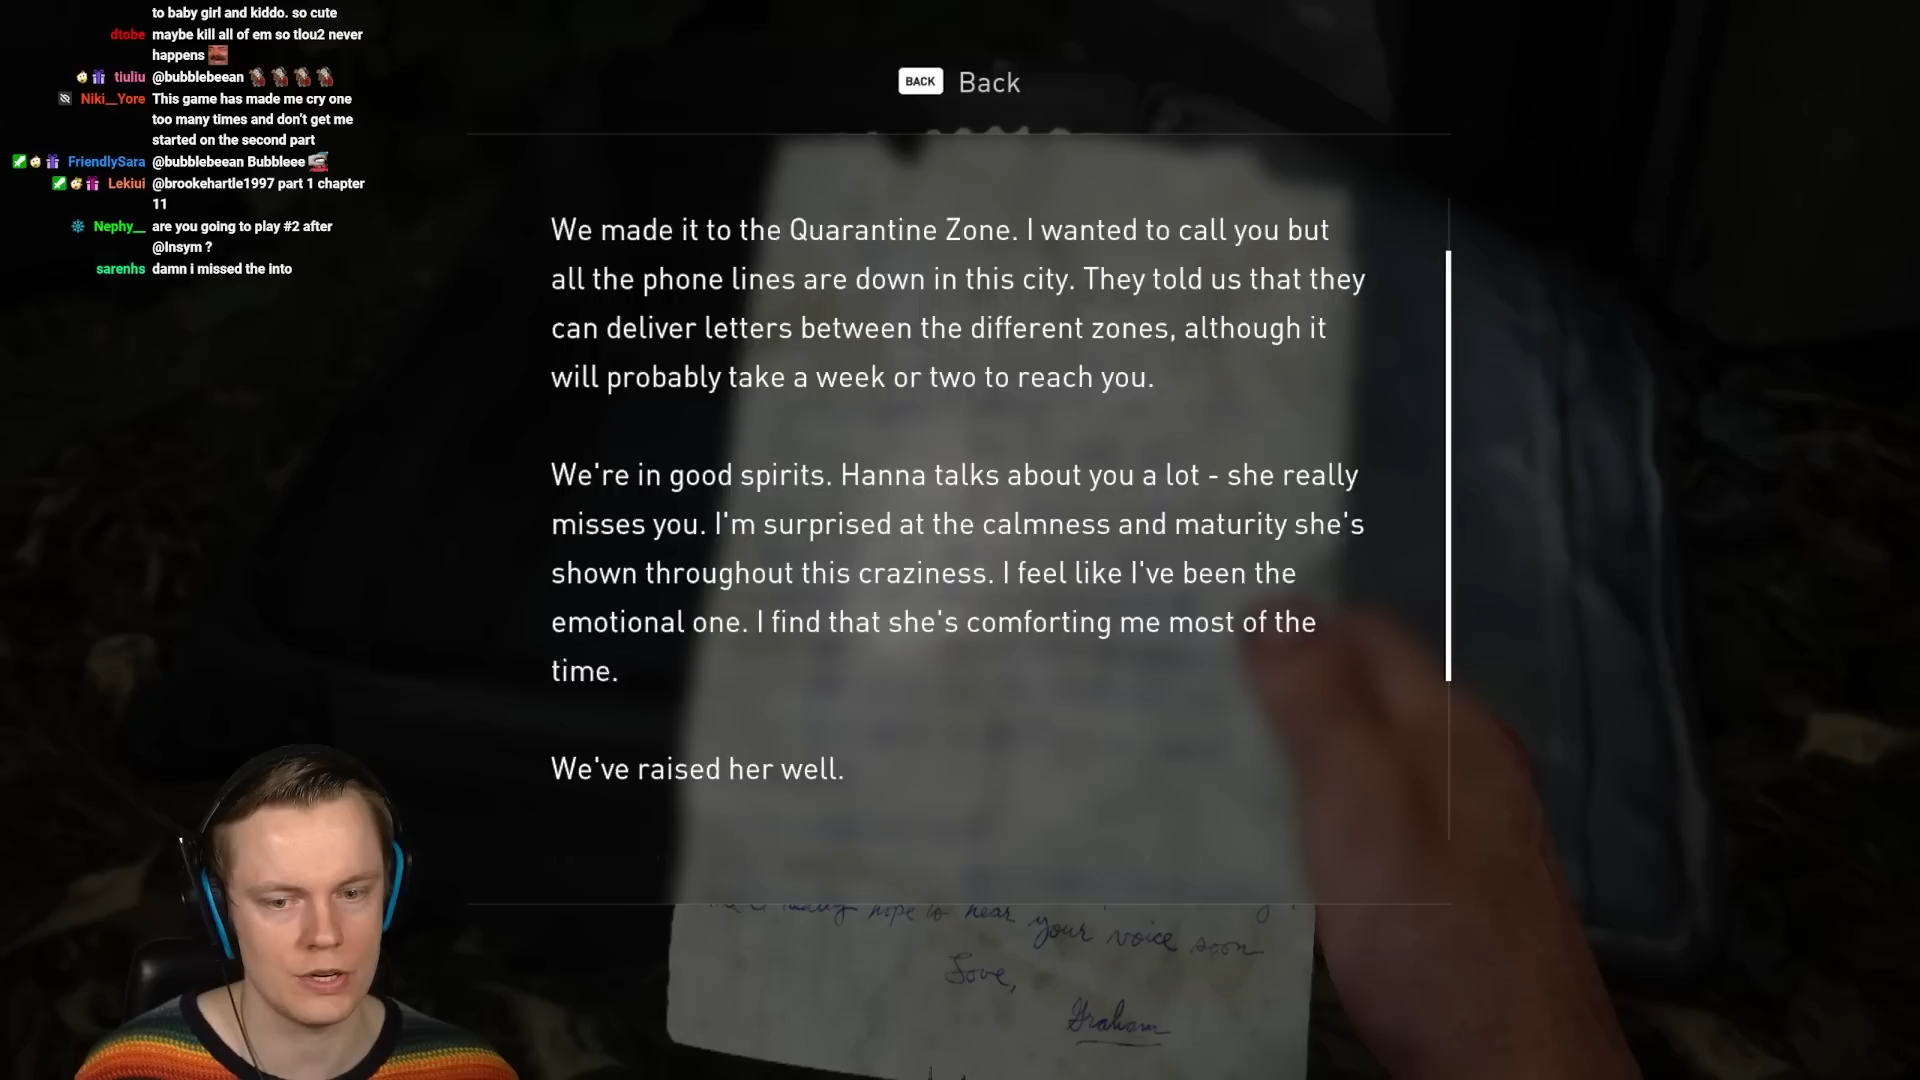 to baby girl and kiddo. so cute
dtobe maybe kill all of em so tlou2 never
happens
tiuliu @bubblebeean
Niki__Yore This game has made me cry one
too many times and don't get me
started on the second part
FriendlySara @bubblebeean Bubbleee
Lekiui @brookehartle1997 part 1 chapter
11
Nephy__ are you going to play #2 after
@Insym ?
sarenhs damn i missed the into
BACK Back
We made it to the Quarantine Zone. I wanted to call you but
all the phone lines are down in this city. They told us that they
can deliver letters between the different zones, although it
will probably take a week or two to reach you.
We're in good spirits. Hanna talks about you a lot - she really
misses you. I'm surprised at the calmness and maturity she's
shown throughout this craziness. I feel like I've been the
emotional one. I find that she's comforting me most of the
time.
We've raised her well.
hope to hear your voice soon
Love,
Graham